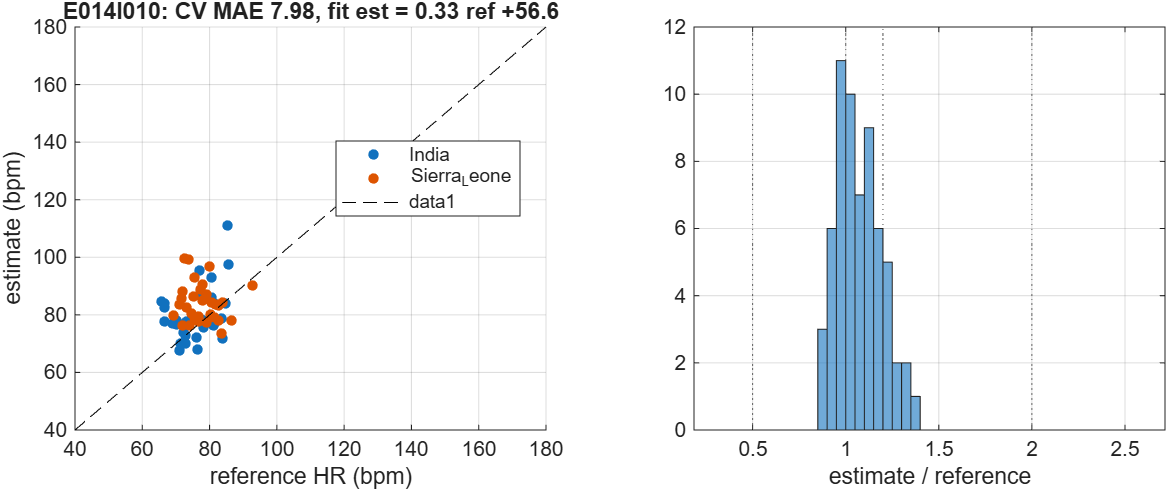 E014I010: CV MAE 7.98, fit est = 0.33 ref +56.6
180
160
140
120
100
80
60
40
40 60 80 100 120 140 160 180
estimate (bpm)
reference HR (bpm)
India
Sierra_Leone
data1
12
10
8
6
4
2
0
0.5 1 1.5 2 2.5
estimate / reference